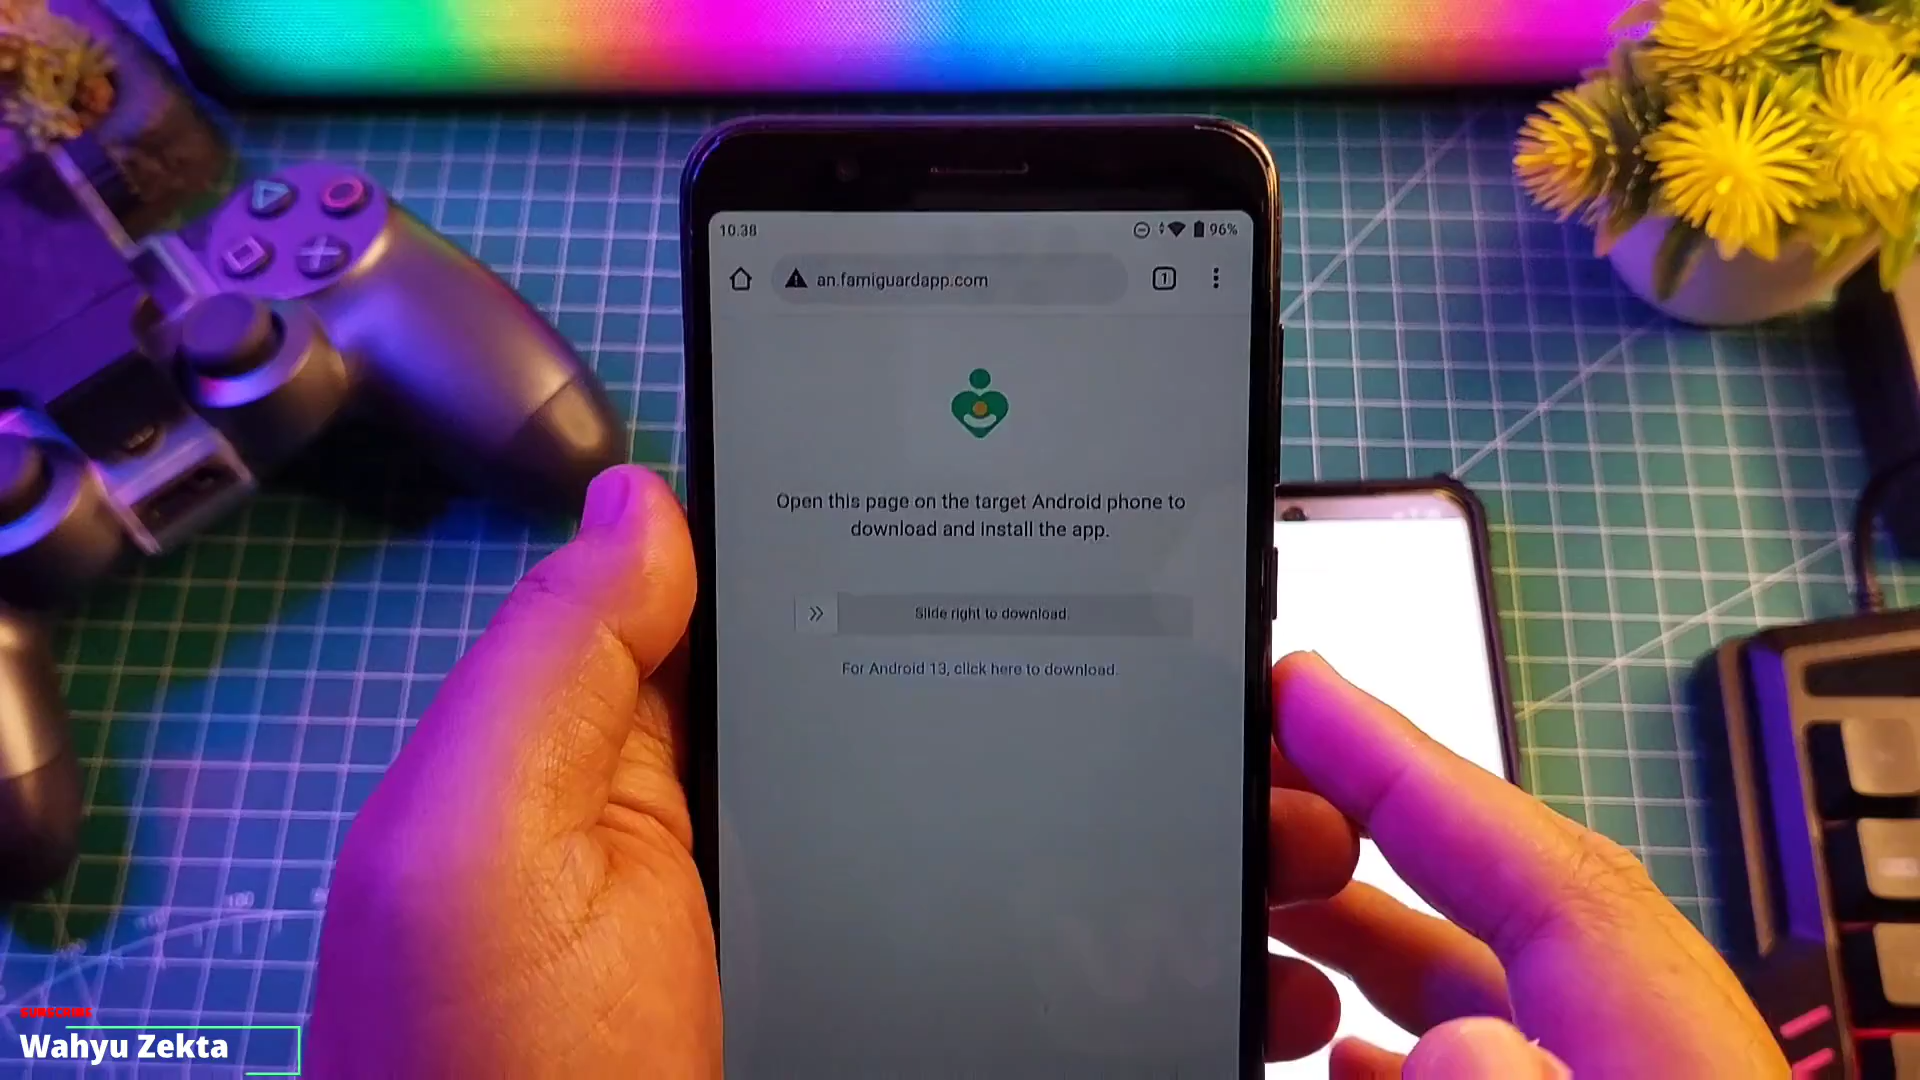 10.38
96%
an.famiguardapp.com
1
Open this page on the target Android phone to
download and install the app.
Slide right to download.
For Android 13, click here to download.
SUBSCRIBE
Wahyu Zekta